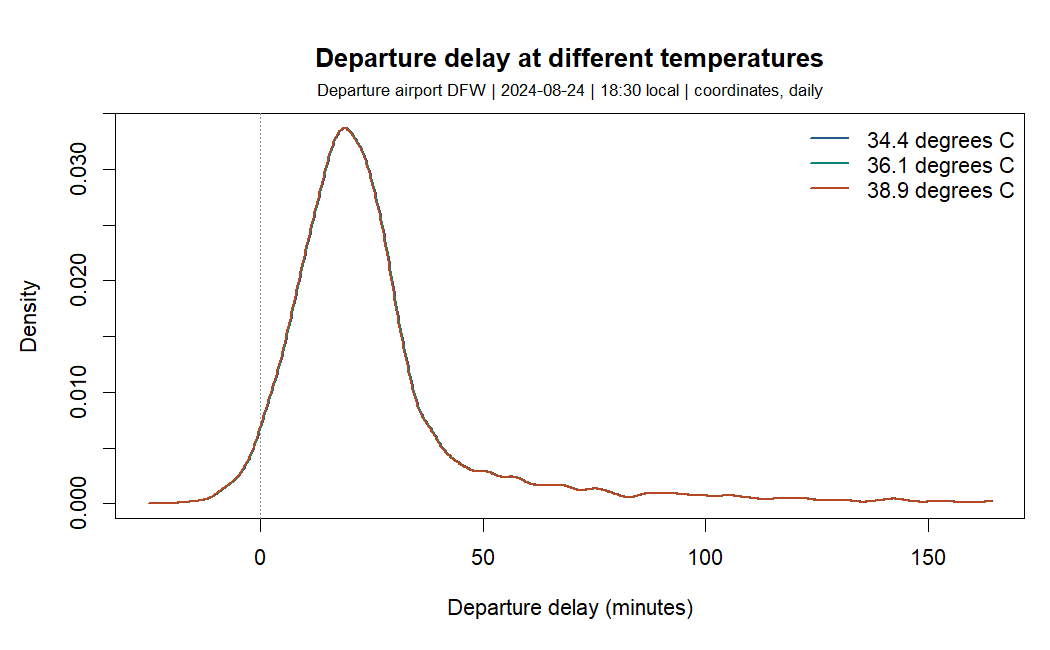 Departure delay at different temperatures
Departure airport DFW | 2024-08-24 | 18:30 local | coordinates, daily
34.4 degrees C
36.1 degrees C
38.9 degrees C
Density
0.030
0.020
0.010
0.000
0
50
100
150
Departure delay (minutes)